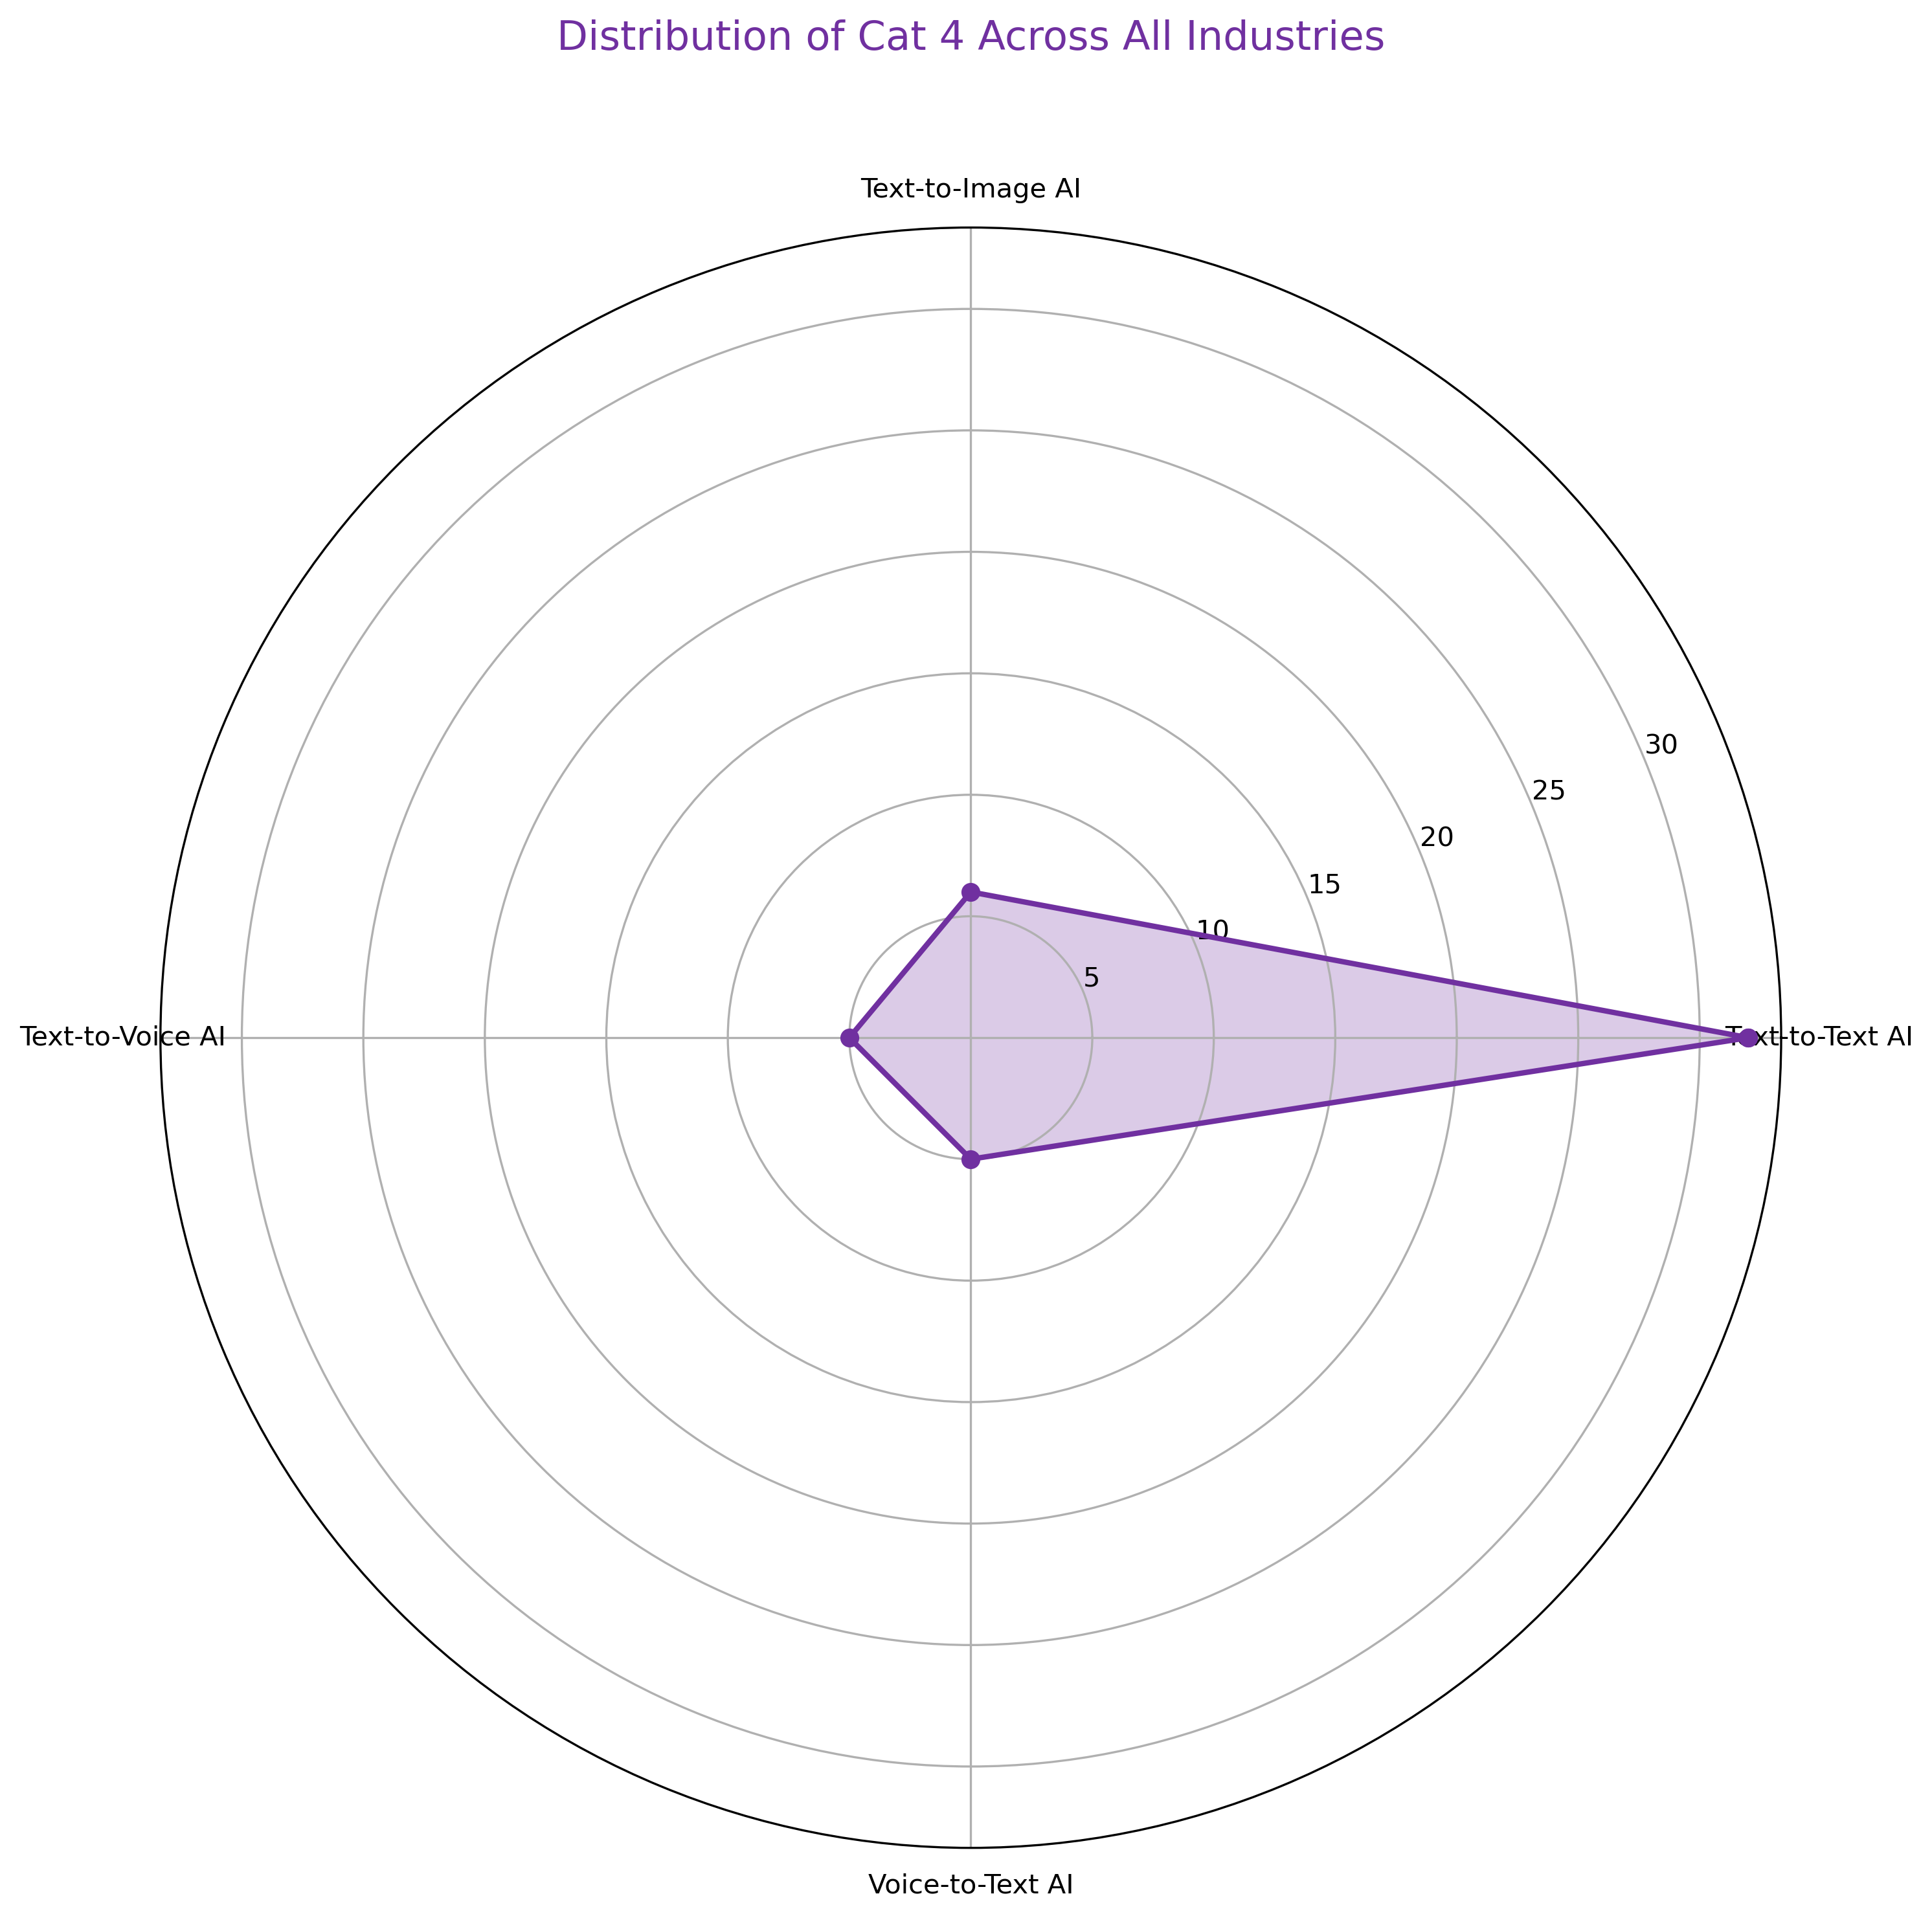 Distribution of Cat 4 Across All Industries
Text-to-Image AI
30
25
20
15
10
5
Text-to-Voice AI
Text-to-Text AI
Voice-to-Text AI